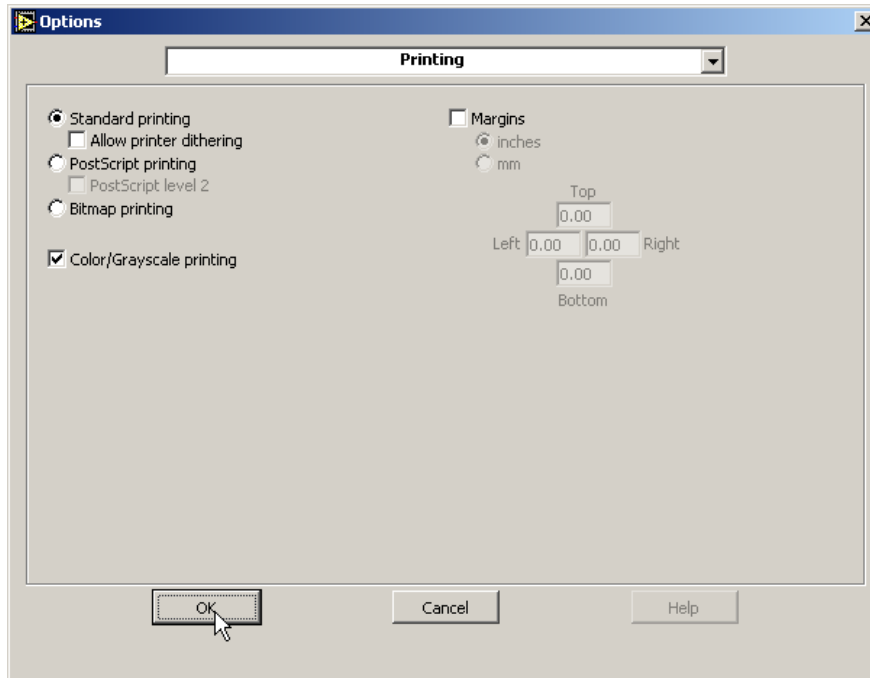 Options
Printing
Standard printing
Allow printer dithering
PostScript printing
PostScript level 2
Bitmap printing
Color/Grayscale printing
Margins
inches
mm
Top
0.00
Left 0.00 0.00 Right
0.00
Bottom
OK Cancel Help